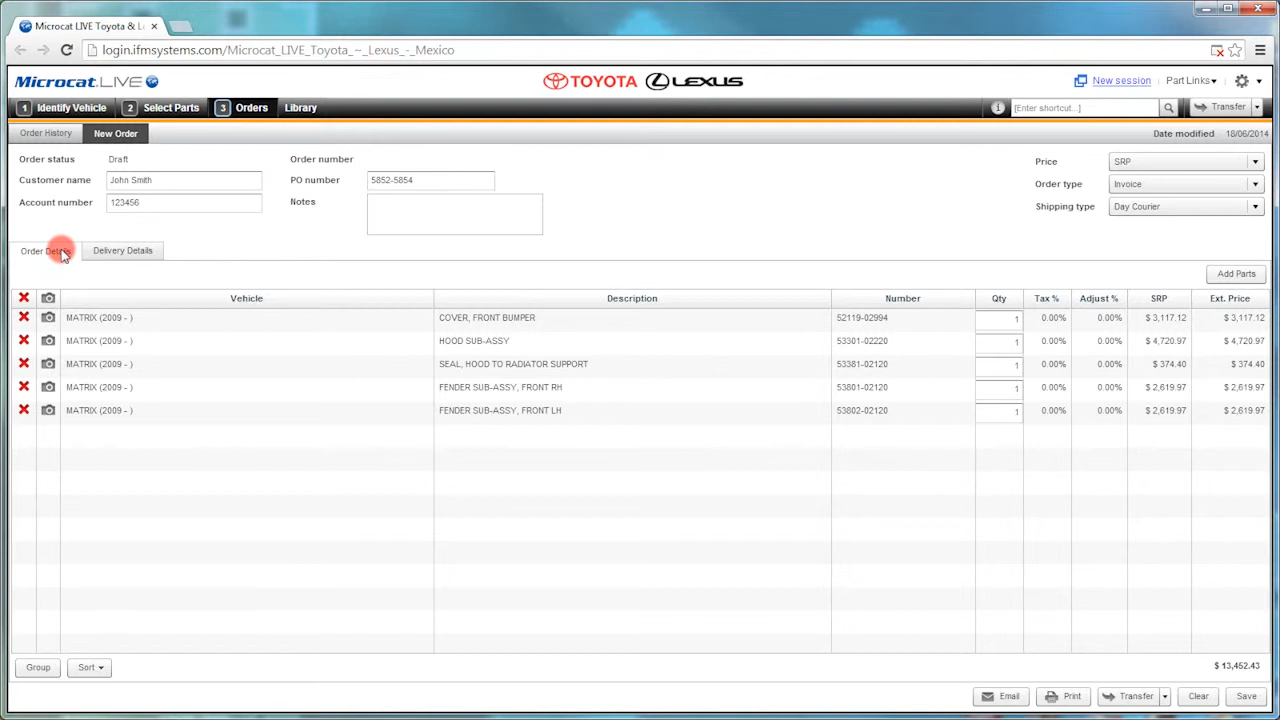 Microcat LIVE Toyota & L
login.ifmsystems.com/Microcat_LIVE_Toyota_~_Lexus_-_Mexico
Microcat.LIVE TOYOTA LEXUS New session Part Links
1 Identify Vehicle 2 Select Parts 3 Orders Library i [Enter shortcut...] Transfer
Order History New Order Date modified 18/06/2014
Order status Draft Order number Price SRP
Customer name John Smith PO number 5852-5854 Order type Invoice
Account number 123456 Notes Shipping type Day Courier
Order Details Delivery Details
Add Parts
Vehicle Description Number Qty Tax % Adjust % SRP Ext. Price
MATRIX (2009 - ) COVER, FRONT BUMPER 52119-02994 1 0.00% 0.00% $ 3,117.12 $ 3,117.12
MATRIX (2009 - ) HOOD SUB-ASSY 53301-02220 1 0.00% 0.00% $ 4,720.97 $ 4,720.97
MATRIX (2009 - ) SEAL, HOOD TO RADIATOR SUPPORT 53381-02120 1 0.00% 0.00% $ 374.40 $ 374.40
MATRIX (2009 - ) FENDER SUB-ASSY, FRONT RH 53801-02120 1 0.00% 0.00% $ 2,619.97 $ 2,619.97
MATRIX (2009 - ) FENDER SUB-ASSY, FRONT LH 53802-02120 1 0.00% 0.00% $ 2,619.97 $ 2,619.97
Group Sort $ 13,452.43
Email Print Transfer Clear Save